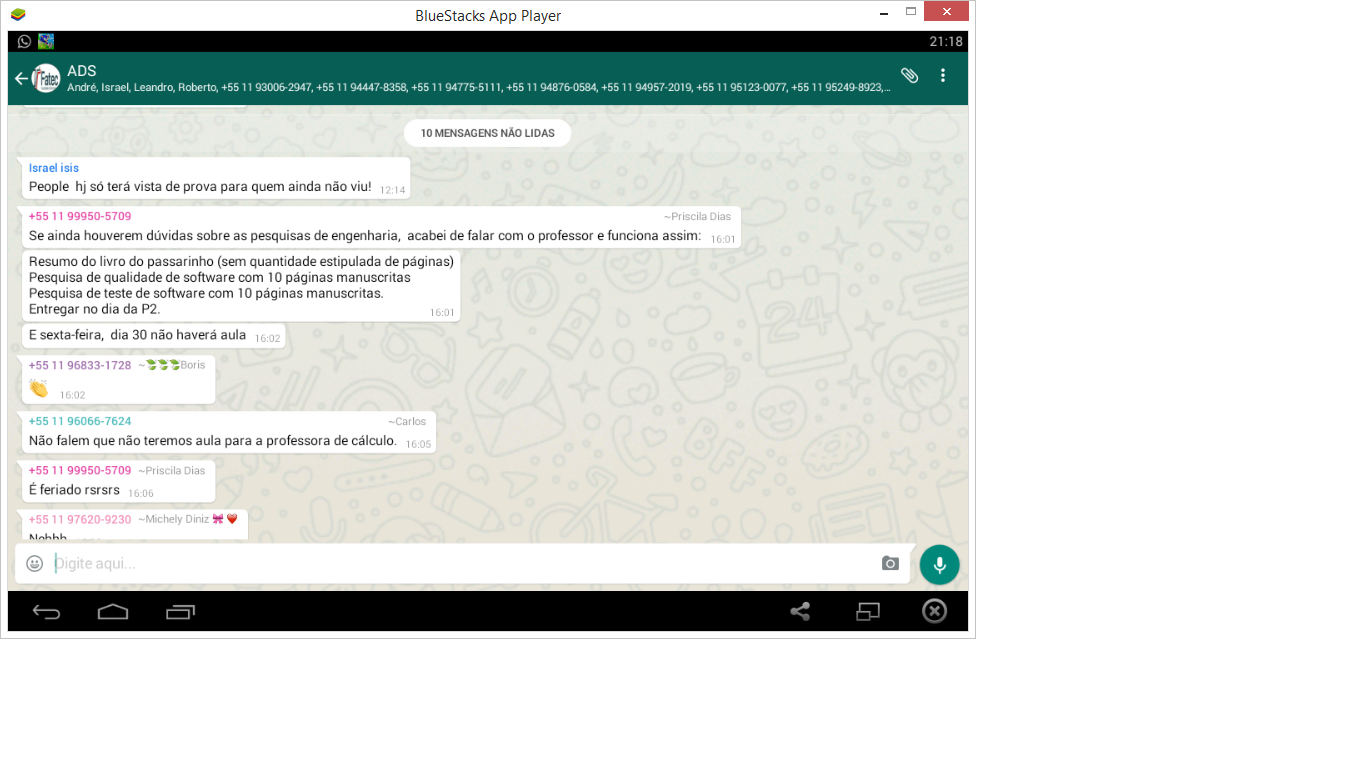 BlueStacks App Player
21:18
Fatec
ADS
André, Israel, Leandro, Roberto, +55 11 93006-2947, +55 11 94447-8358, +55 11 94775-5111, +55 11 94876-0584, +55 11 94957-2019, +55 11 95123-0077, +55 11 95249-8923,...
10 MENSAGENS NÃO LIDAS
Israel isis
People hj só terá vista de prova para quem ainda não viu! 12:14
+55 11 99950-5709 ~Priscila Dias
Se ainda houverem dúvidas sobre as pesquisas de engenharia, acabei de falar com o professor e funciona assim: 16:01
Resumo do livro do passarinho (sem quantidade estipulada de páginas)
Pesquisa de qualidade de software com 10 páginas manuscritas
Pesquisa de teste de software com 10 páginas manuscritas.
Entregar no dia da P2. 16:01
E sexta-feira, dia 30 não haverá aula 16:02
+55 11 96833-1728 ~🍃🍃🍃Boris
👏 16:02
+55 11 96066-7624 ~Carlos
Não falem que não teremos aula para a professora de cálculo. 16:05
+55 11 99950-5709 ~Priscila Dias
É feriado rsrsrs 16:06
+55 11 97620-9230 ~Michely Diniz 🎀 ❤️
Digite aqui...